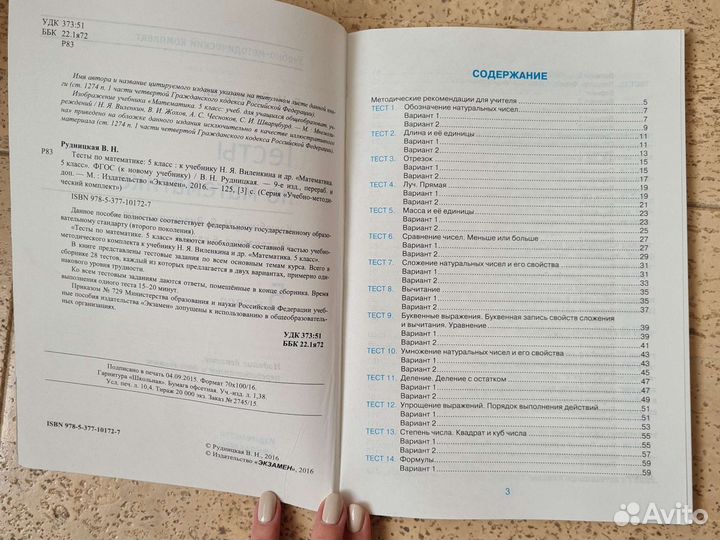 УДК 373:51
ББК 22.1я72
Р83
Имя автора и название цитируемого издания указаны на титульном листе данной кни-
ги (ст. 1274 п. 1 части четвертой Гражданского кодекса Российской Федерации).
Изображение учебника «Математика. 5 класс: учеб. для учащихся общеобразоват. уч-
реждений / Н. Я. Виленкин, В. И. Жохов, А. С. Чесноков, С. И. Шварцбурд. — М.: Мнемози-
на» приведено на обложке данного издания исключительно в качестве иллюстративного
материала (ст. 1274 п. 1 части четвертой Гражданского кодекса Российской Федерации).
Рудницкая В. Н.
Р83 Тесты по математике: 5 класс: к учебнику Н. Я. Виленкина и др. «Математика.
5 класс». ФГОС (к новому учебнику) / В. Н. Рудницкая. — 9-е изд., перераб. и
доп. — М.: Издательство «Экзамен», 2016. — 125, [3] с. (Серия «Учебно-методи-
ческий комплект»)
ISBN 978-5-377-10172-7
Данное пособие полностью соответствует федеральному государственному образо-
вательному стандарту (второго поколения).
«Тесты по математике. 5 класс» являются необходимой составной частью учебно-
методического комплекта к учебнику Н. Я. Виленкина и др. «Математика. 5 класс».
В книге представлены тестовые задания по всем основным темам курса. Всего в
сборнике 28 тестов, каждый из которых предлагается в двух вариантах, примерно оди-
накового уровня трудности.
Ко всем тестовым заданиям даются ответы, помещённые в конце сборника. Время
выполнения одного теста 15–20 минут.
Приказом № 729 Министерства образования и науки Российской Федерации учеб-
ные пособия издательства «Экзамен» допущены к использованию в общеобразователь-
ных организациях.
УДК 373:51
ББК 22.1я72
Подписано в печать 04.09.2015. Формат 70х100/16.
Гарнитура «Школьная». Бумага офсетная. Уч.-изд. л. 1,38.
Усл. печ. л. 10,4. Тираж 20 000 экз. Заказ № 2745/15.
ISBN 978-5-377-10172-7
© Рудницкая В. Н., 2016
© Издательство «ЭКЗАМЕН», 2016
СОДЕРЖАНИЕ
Методические рекомендации для учителя 5
ТЕСТ 1. Обозначение натуральных чисел 7
Вариант 1 7
Вариант 2 9
ТЕСТ 2. Длина и её единицы 11
Вариант 1 11
Вариант 2 13
ТЕСТ 3. Отрезок 15
Вариант 1 15
Вариант 2 17
ТЕСТ 4. Луч. Прямая 19
Вариант 1 19
Вариант 2 21
ТЕСТ 5. Масса и её единицы 23
Вариант 1 23
Вариант 2 25
ТЕСТ 6. Сравнение чисел. Меньше или больше 27
Вариант 1 27
Вариант 2 29
ТЕСТ 7. Сложение натуральных чисел и его свойства 31
Вариант 1 31
Вариант 2 33
ТЕСТ 8. Вычитание 35
Вариант 1 35
Вариант 2 37
ТЕСТ 9. Буквенные выражения. Буквенная запись свойств сложения
и вычитания. Уравнение 39
Вариант 1 39
Вариант 2 41
ТЕСТ 10. Умножение натуральных чисел и его свойства 43
Вариант 1 43
Вариант 2 45
ТЕСТ 11. Деление. Деление с остатком 47
Вариант 1 47
Вариант 2 49
ТЕСТ 12. Упрощение выражений. Порядок выполнения действий 51
Вариант 1 51
Вариант 2 53
ТЕСТ 13. Степень числа. Квадрат и куб числа 55
Вариант 1 55
Вариант 2 57
ТЕСТ 14. Формулы 59
Вариант 1 59
3
Avito